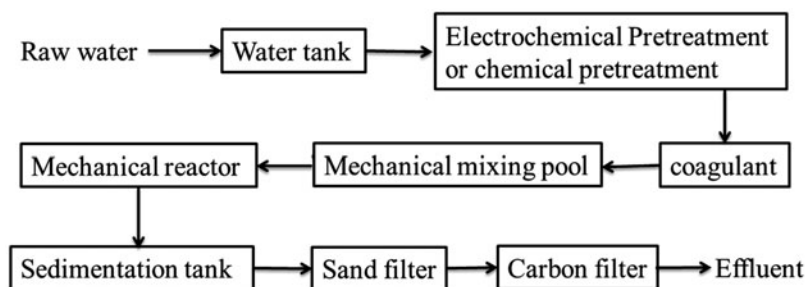 Raw water
Water tank
Electrochemical Pretreatment
or chemical pretreatment
coagulant
Mechanical mixing pool
Mechanical reactor
Sedimentation tank
Sand filter
Carbon filter
Effluent